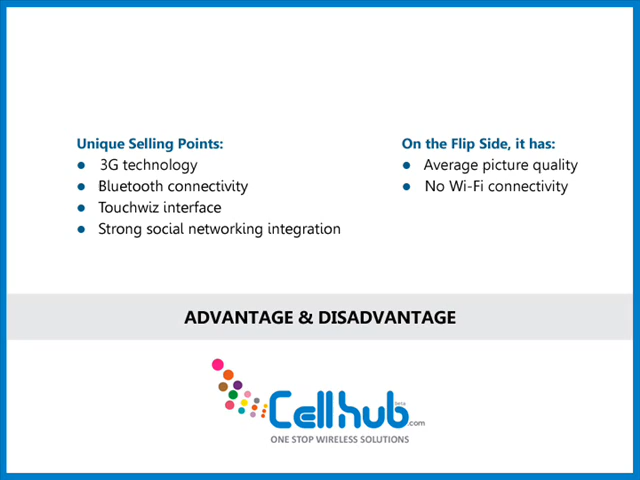 Unique Selling Points:
3G technology
Bluetooth connectivity
Touchwiz interface
Strong social networking integration
On the Flip Side, it has:
Average picture quality
No Wi-Fi connectivity
ADVANTAGE & DISADVANTAGE
Cellhub beta .com
ONE STOP WIRELESS SOLUTIONS